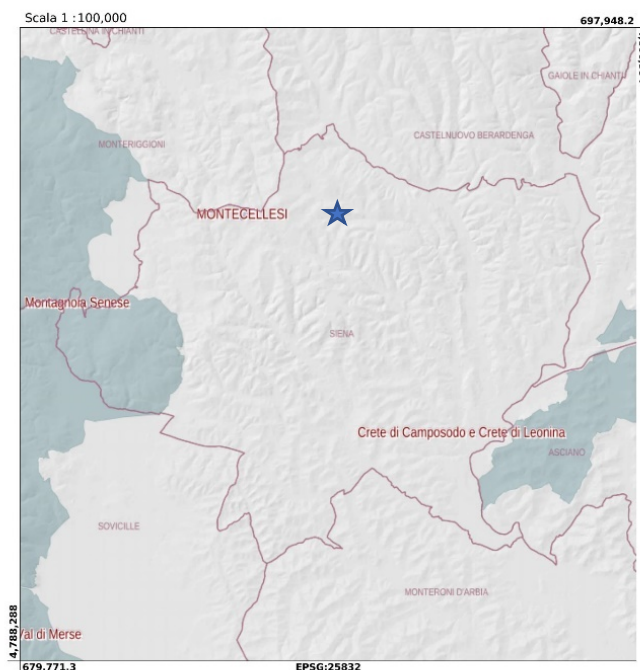 Scala 1 :100,000
697,948.2
CASTELLINA IN CHIANTI
GAIOLE IN CHIANTI
CASTELNUOVO BERARDENGA
MONTERIGGIONI
MONTECELLESI
Montagnola Senese
SIENA
Crete di Camposodo e Crete di Leonina
ASCIANO
SOVICILLE
MONTERONI D'ARBIA
Val di Merse
4,788,288
679,771.3
EPSG:25832